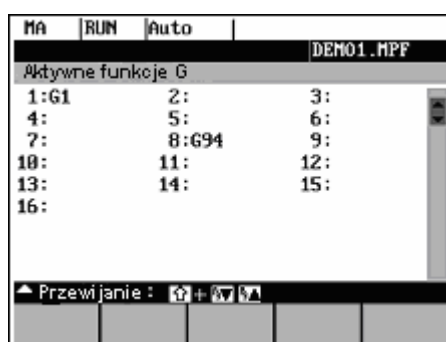 MA RUN Auto
DEMO1.MPF
Aktywne funkcje G
1:G1 2: 3:
4: 5: 6:
7: 8:G94 9:
10: 11: 12:
13: 14: 15:
16:
Przewijanie: +